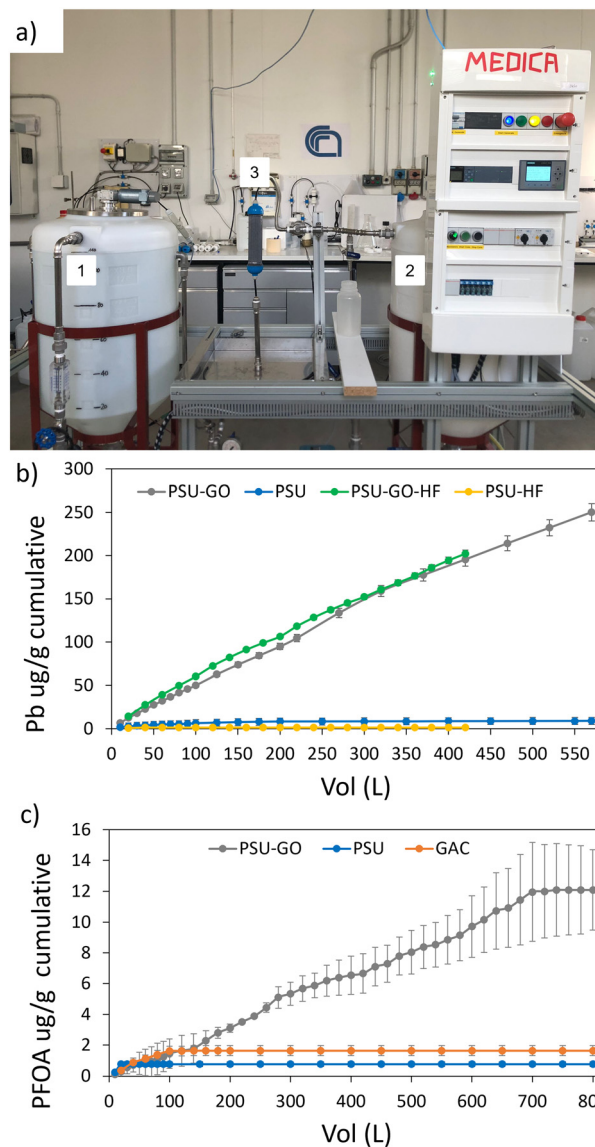 a)
MEDICA
3
1
2
b)
300
250
200
150
100
50
0
PSU-GO PSU PSU-GO-HF PSU-HF
Pb ug/g cumulative
0 50 100 150 200 250 300 350 400 450 500 550
Vol (L)
c)
16
14
12
10
8
6
4
2
0
PSU-GO PSU GAC
PFOA ug/g cumulative
0 100 200 300 400 500 600 700 80
Vol (L)